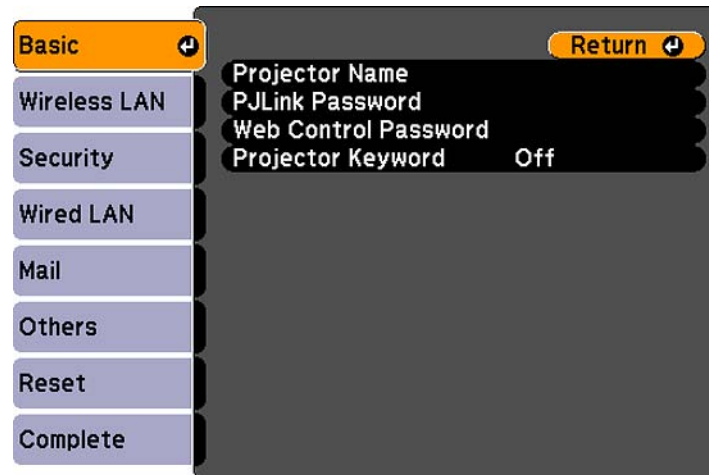 Basic
Wireless LAN
Security
Wired LAN
Mail
Others
Reset
Complete
Return
Projector Name
PJLink Password
Web Control Password
Projector Keyword Off